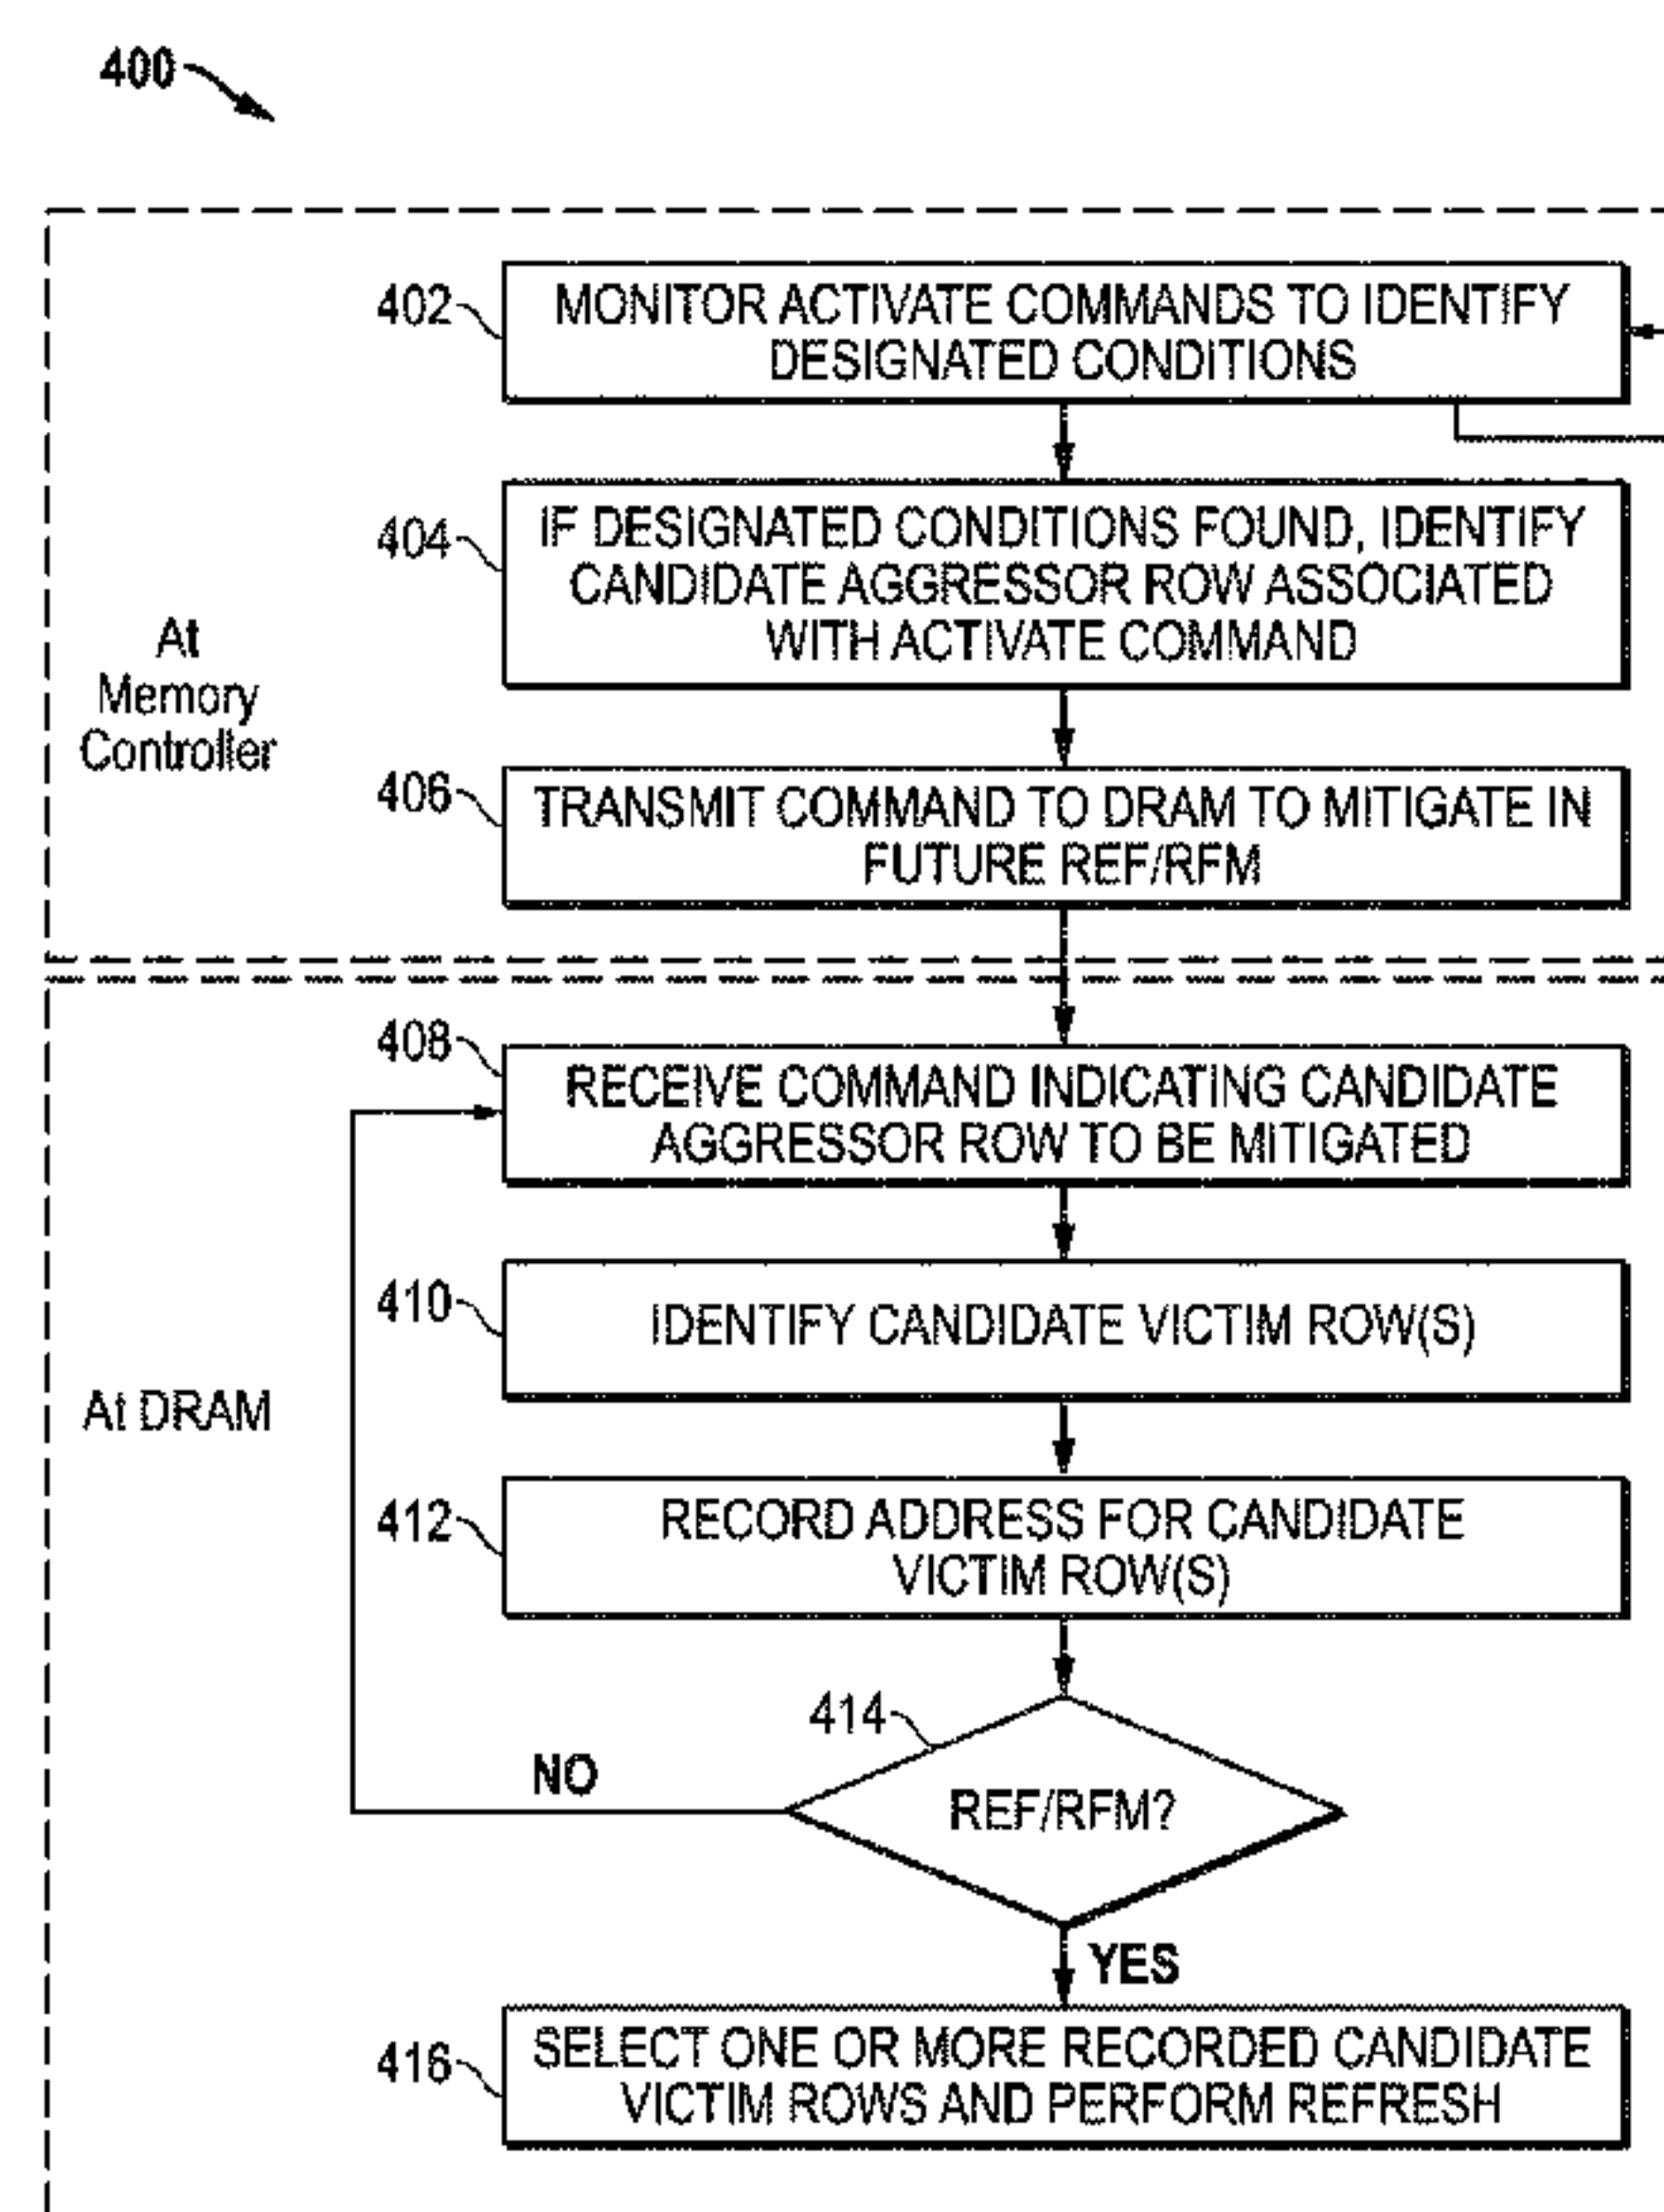 400
402
MONITOR ACTIVATE COMMANDS TO IDENTIFY
DESIGNATED CONDITIONS
404
IF DESIGNATED CONDITIONS FOUND, IDENTIFY
CANDIDATE AGGRESSOR ROW ASSOCIATED
WITH ACTIVATE COMMAND
At
Memory
Controller
406
TRANSMIT COMMAND TO DRAM TO MITIGATE IN
FUTURE REF/RFM
408
RECEIVE COMMAND INDICATING CANDIDATE
AGGRESSOR ROW TO BE MITIGATED
410
IDENTIFY CANDIDATE VICTIM ROW(S)
At DRAM
412
RECORD ADDRESS FOR CANDIDATE
VICTIM ROW(S)
414
NO
REF/RFM?
YES
416
SELECT ONE OR MORE RECORDED CANDIDATE
VICTIM ROWS AND PERFORM REFRESH